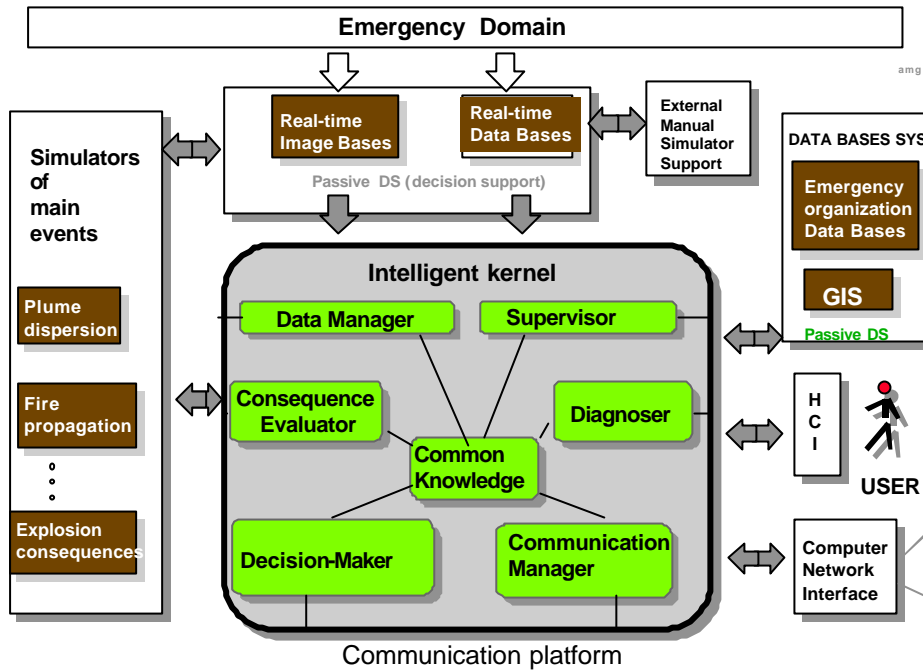 Emergency Domain
amg
Real-time
Image Bases
Real-time
Data Bases
Passive DS (decision support)
External
Manual
Simulator
Support
Simulators
of
main
events
Plume
dispersion
Fire
propagation
Explosion
consequences
DATA BASES SYS
Emergency
organization
Data Bases
GIS
Passive DS
Intelligent kernel
Data Manager
Supervisor
Consequence
Evaluator
Diagnoser
Common
Knowledge
Decision-Maker
Communication
Manager
H
C
I
USER
Computer
Network
Interface
Communication platform